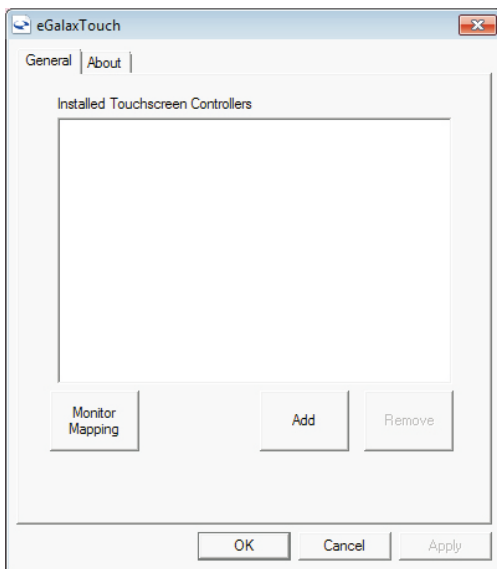 eGalaxTouch
General About
Installed Touchscreen Controllers
Monitor
Mapping
Add
Remove
OK
Cancel
Apply